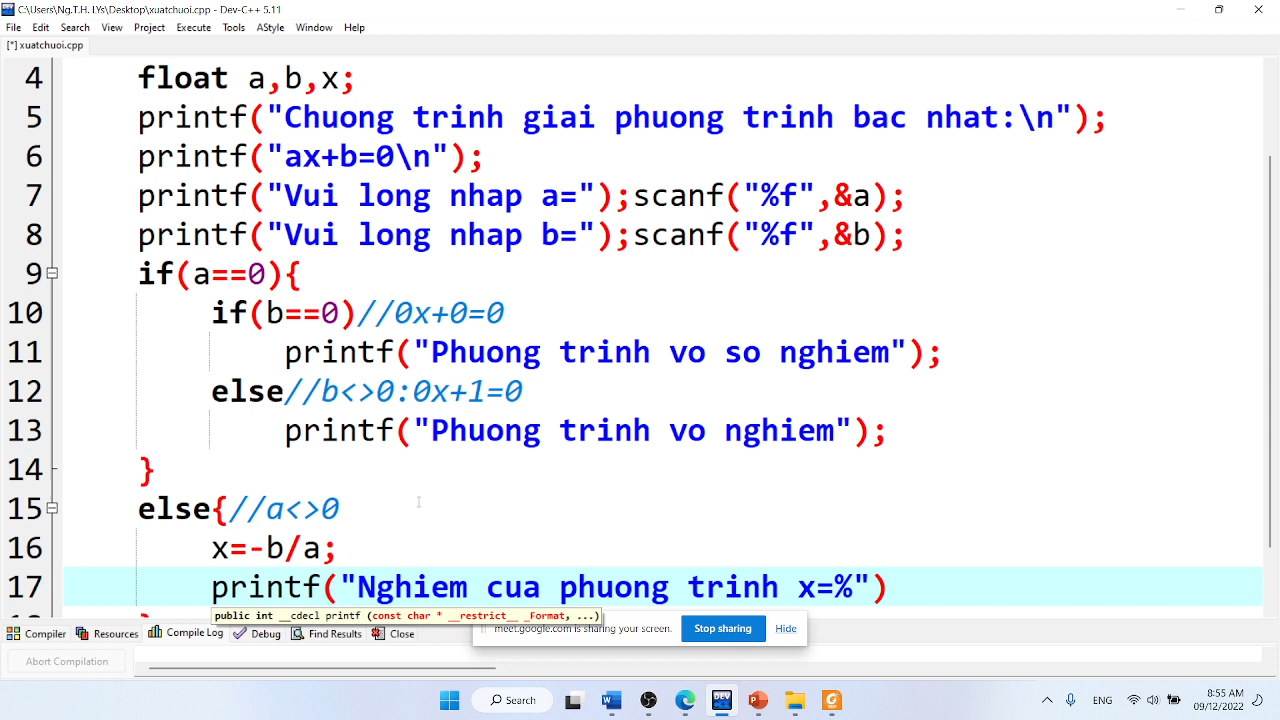 C:\Users\Ng.T.H. LYs\Desktop\xuatchuoi.cpp - Dev-C++ 5.11
File Edit Search View Project Execute Tools AStyle Window Help
[*] xuatchuoi.cpp
4 float a,b,x;
5 printf("Chuong trinh giai phuong trinh bac nhat:\n");
6 printf("ax+b=0\n");
7 printf("Vui long nhap a=");scanf("%f",&a);
8 printf("Vui long nhap b=");scanf("%f",&b);
9 if(a==0){
10 if(b==0)//0x+0=0
11 printf("Phuong trinh vo so nghiem");
12 else//b<>0:0x+1=0
13 printf("Phuong trinh vo nghiem");
14 }
15 else{//a<>0
16 x=-b/a;
17 printf("Nghiem cua phuong trinh x=%")
public int __cdecl printf (const char * __restrict__ _Format, ...)
Compiler Resources Compile Log Debug Find Results Close
meet.google.com is sharing your screen. Stop sharing Hide
Abort Compilation
Search DEV ENG 8:55 AM
09/12/2022